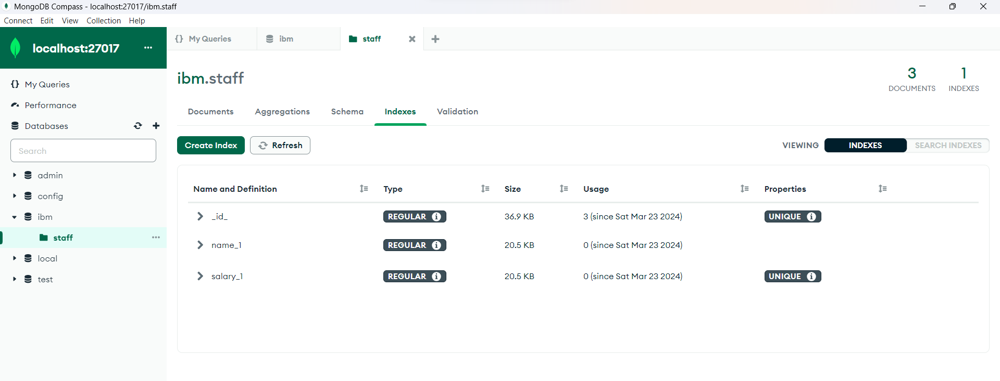 MongoDB Compass - localhost:27017/ibm.staff
Connect Edit View Collection Help
localhost:27017 ...
{} My Queries
Performance
Databases
Search
admin
config
ibm
staff ...
local
test
{} My Queries ibm staff
ibm.staff
3 DOCUMENTS
1 INDEXES
Documents Aggregations Schema Indexes Validation
Create Index Refresh
VIEWING INDEXES SEARCH INDEXES
Name and Definition Type Size Usage Properties
_id_ REGULAR 36.9 KB 3 (since Sat Mar 23 2024) UNIQUE
name_1 REGULAR 20.5 KB 0 (since Sat Mar 23 2024)
salary_1 REGULAR 20.5 KB 0 (since Sat Mar 23 2024) UNIQUE